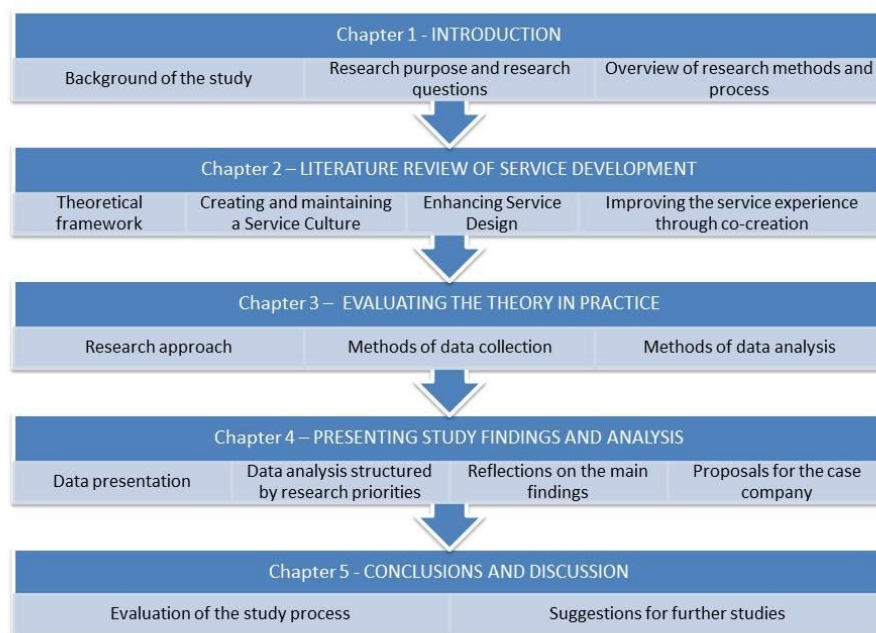 Chapter 1 - INTRODUCTION
Background of the study
Research purpose and research
questions
Overview of research methods and
process
Chapter 2 – LITERATURE REVIEW OF SERVICE DEVELOPMENT
Theoretical
framework
Creating and maintaining
a Service Culture
Enhancing Service
Design
Improving the service experience
through co-creation
Chapter 3 – EVALUATING THE THEORY IN PRACTICE
Research approach
Methods of data collection
Methods of data analysis
Chapter 4 – PRESENTING STUDY FINDINGS AND ANALYSIS
Data presentation
Data analysis structured
by research priorities
Reflections on the main
findings
Proposals for the case
company
Chapter 5 - CONCLUSIONS AND DISCUSSION
Evaluation of the study process
Suggestions for further studies